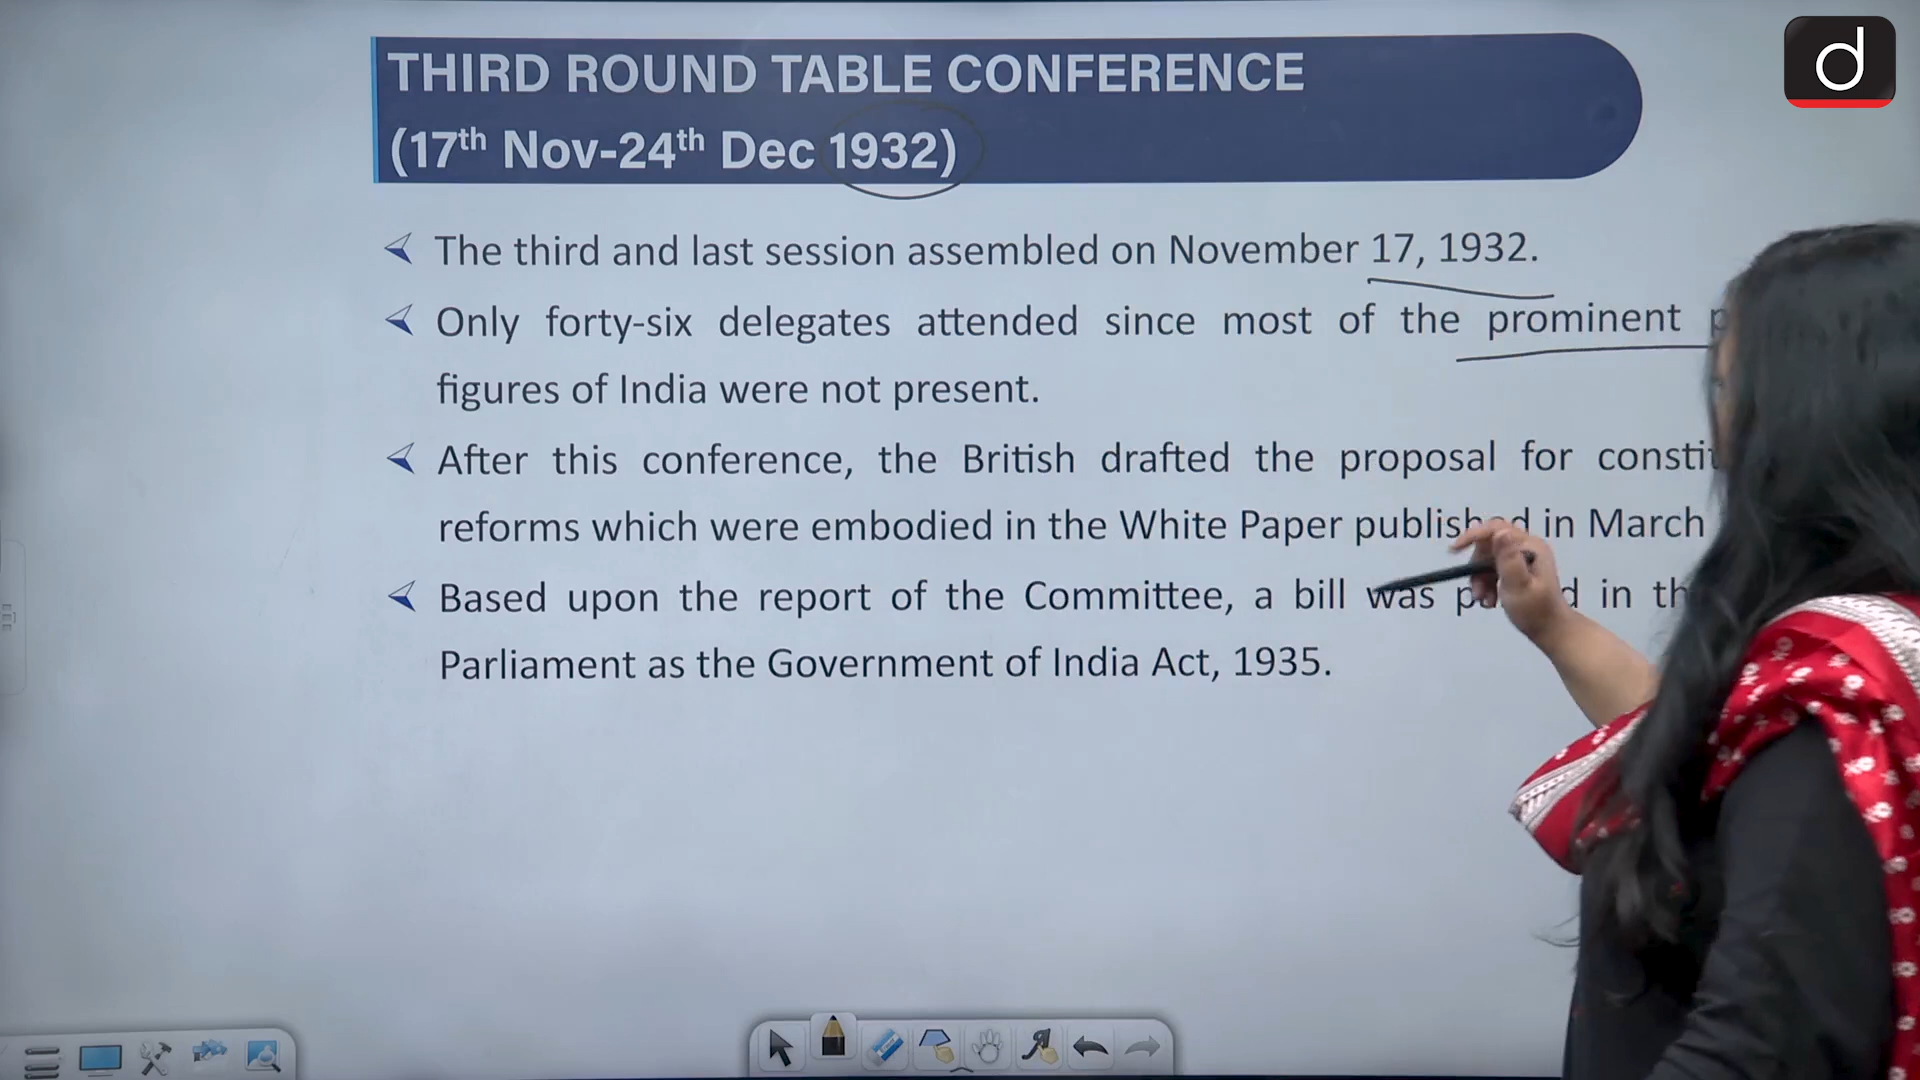 THIRD ROUND TABLE CONFERENCE
(17th Nov-24th Dec 1932)
The third and last session assembled on November 17, 1932.
Only forty-six delegates attended since most of the prominent
figures of India were not present.
After this conference, the British drafted the proposal for
reforms which were embodied in the White Paper published in March
Based upon the report of the Committee, a bill was in
Parliament as the Government of India Act, 1935.
d